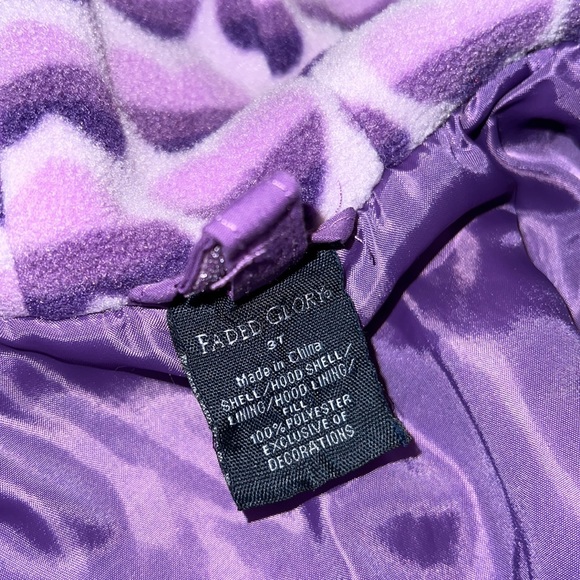 FADED GLORY®
3T
Made in China
SHELL/HOOD SHELL/
LINING/HOOD LINING/
FILL
100% POLYESTER
EXCLUSIVE OF
DECORATIONS